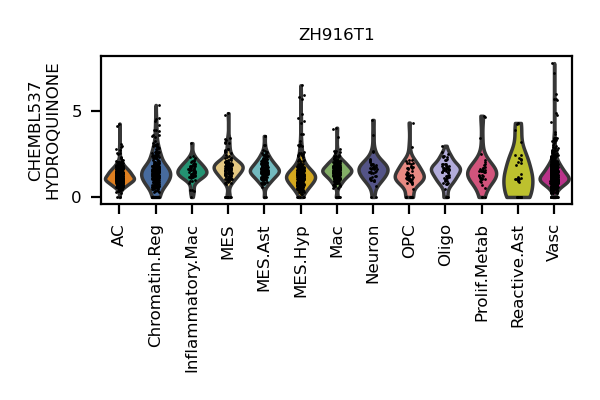 ZH916T1
CHEMBL537
HYDROQUINONE
5
0
AC
Chromatin.Reg
Inflammatory.Mac
MES
MES.Ast
MES.Hyp
Mac
Neuron
OPC
Oligo
Prolif.Metab
Reactive.Ast
Vasc